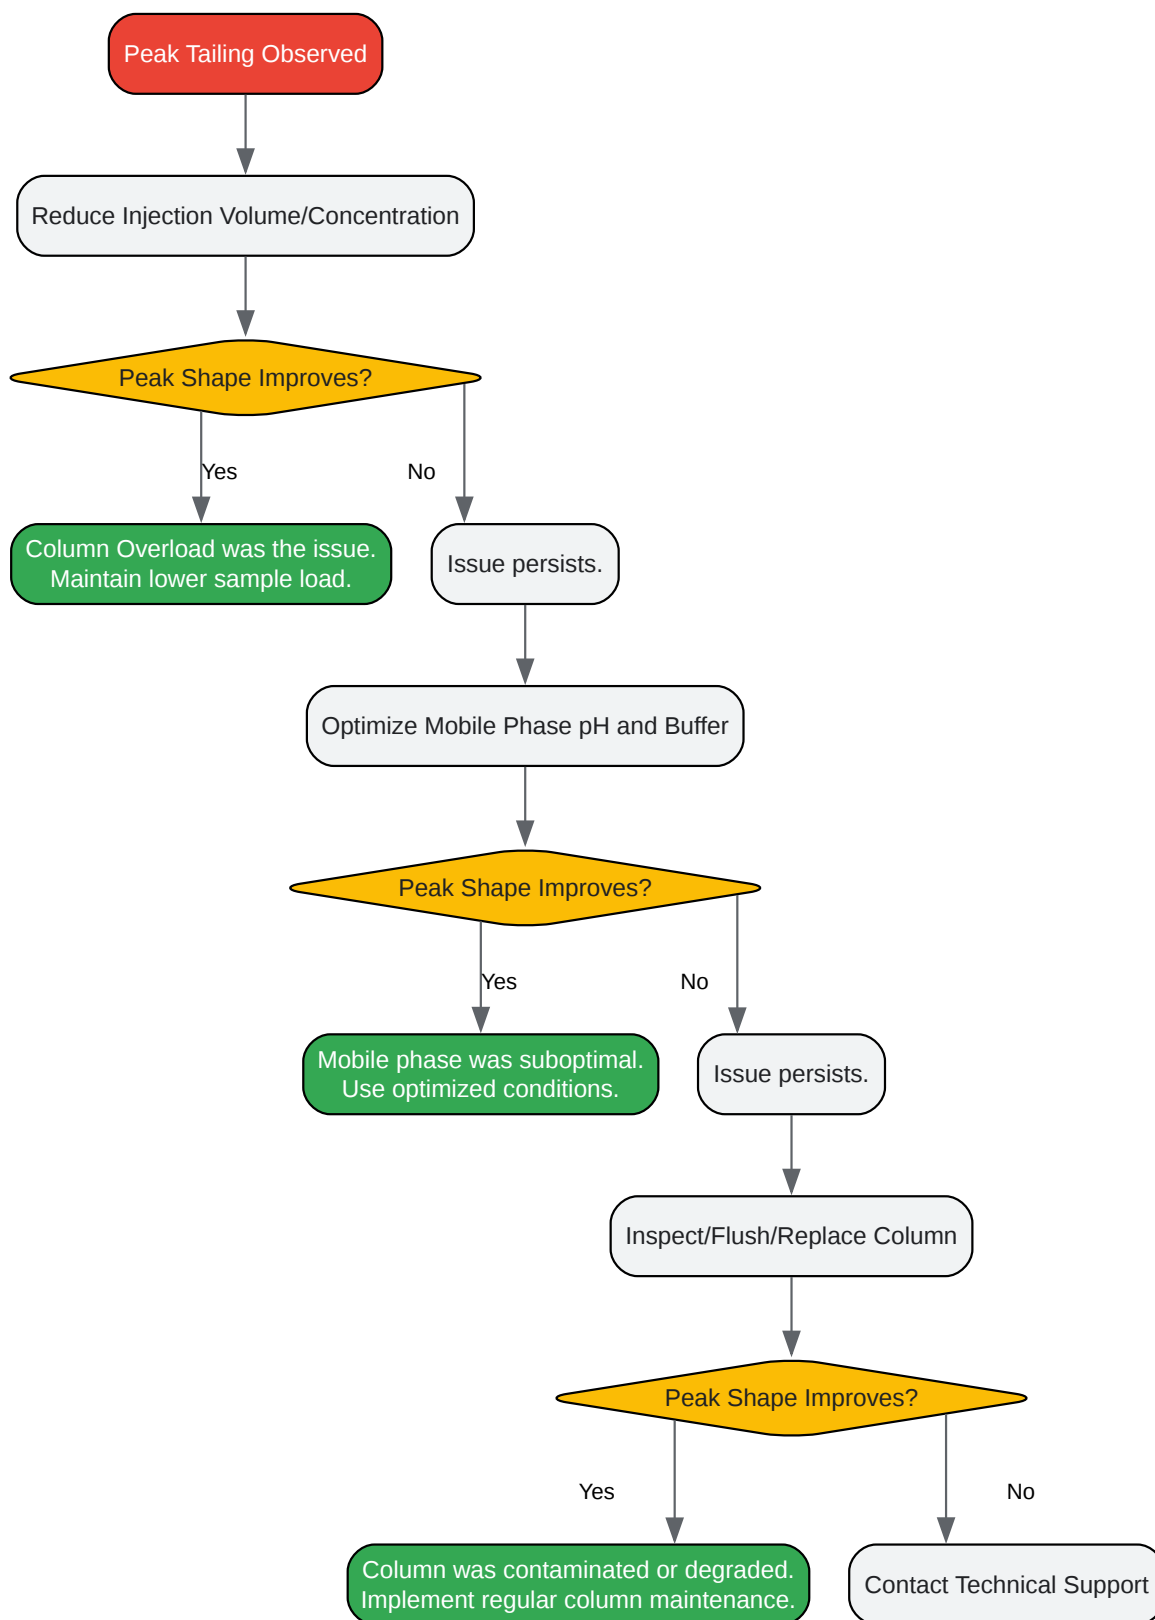 Peak Tailing Observed
Reduce Injection Volume/Concentration
Peak Shape Improves?
Yes
No
Column Overload was the issue.
Maintain lower sample load.
Issue persists.
Optimize Mobile Phase pH and Buffer
Peak Shape Improves?
Yes
No
Mobile phase was suboptimal.
Use optimized conditions.
Issue persists.
Inspect/Flush/Replace Column
Peak Shape Improves?
Yes
No
Column was contaminated or degraded.
Implement regular column maintenance.
Contact Technical Support